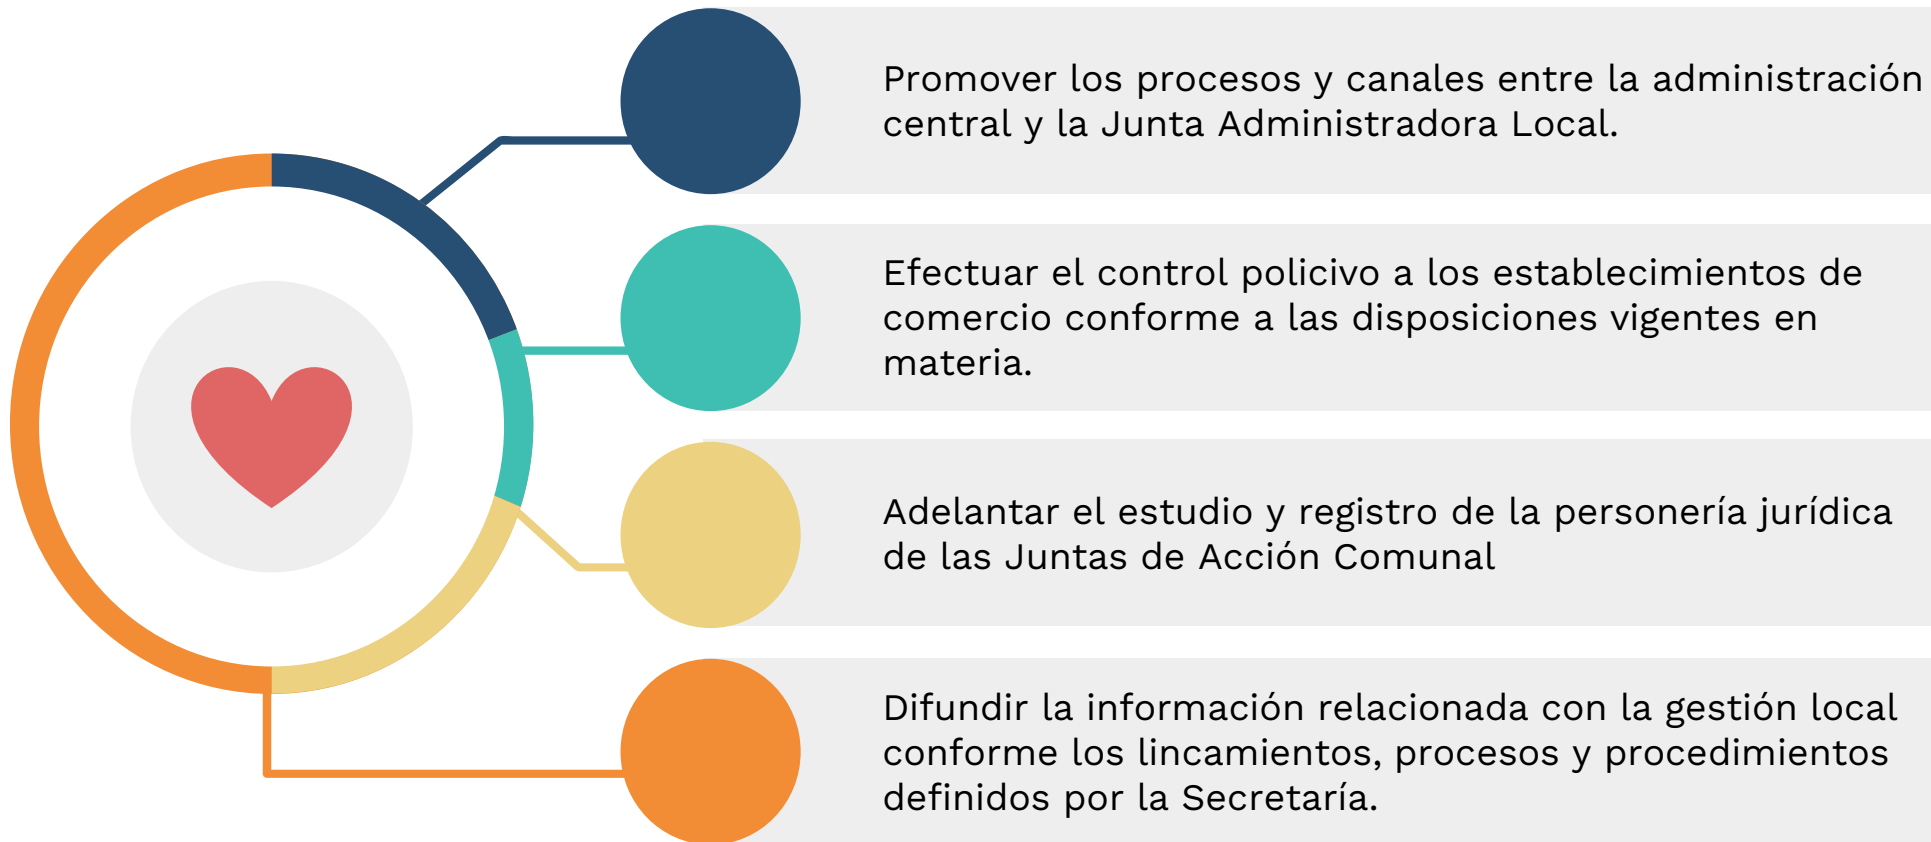 Promover los procesos y canales entre la administración
central y la Junta Administradora Local.
Efectuar el control policivo a los establecimientos de
comercio conforme a las disposiciones vigentes en
materia.
Adelantar el estudio y registro de la personería jurídica
de las Juntas de Acción Comunal
Difundir la información relacionada con la gestión local
conforme los lincamientos, procesos y procedimientos
definidos por la Secretaría.